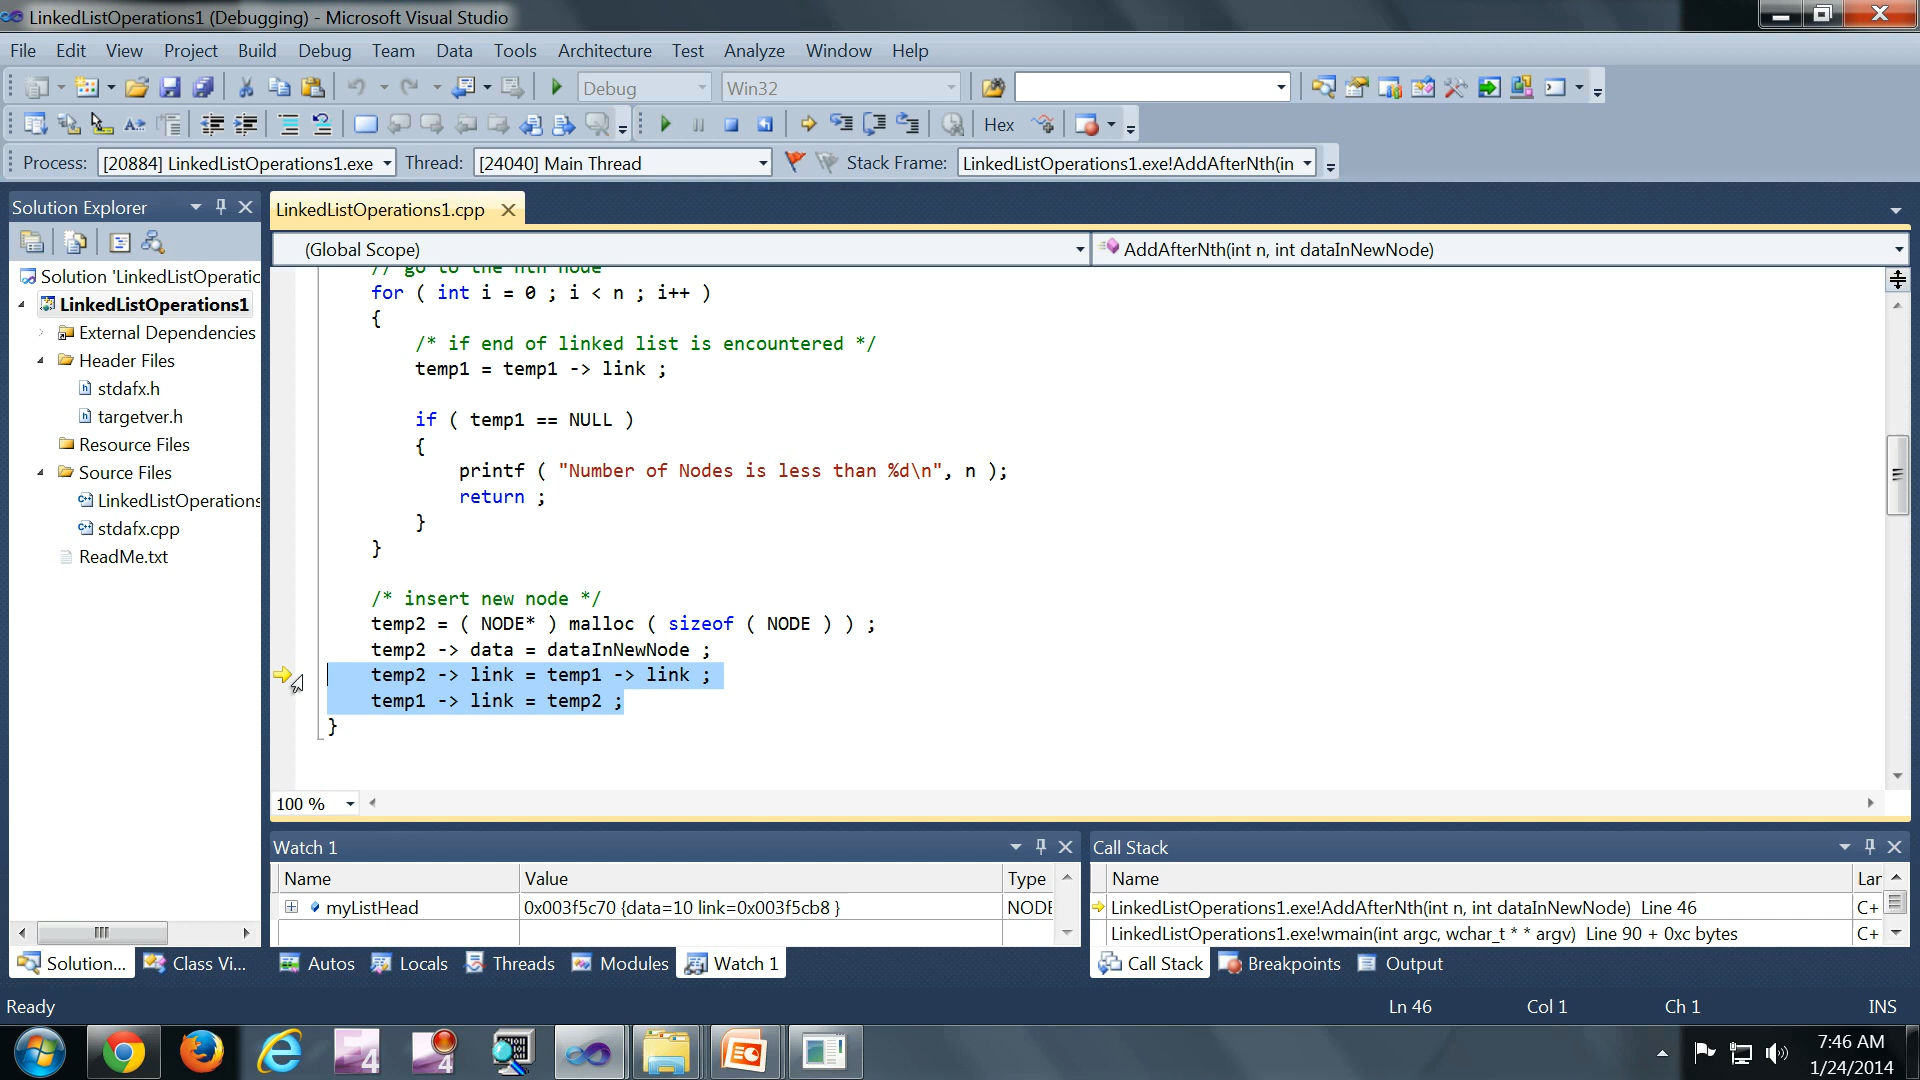 LinkedListOperations1 (Debugging) - Microsoft Visual Studio
File Edit View Project Build Debug Team Data Tools Architecture Test Analyze Window Help
Debug Win32
Hex
Process: [20884] LinkedListOperations1.exe Thread: [24040] Main Thread Stack Frame: LinkedListOperations1.exe!AddAfterNth(in
Solution Explorer
LinkedListOperations1.cpp
(Global Scope) AddAfterNth(int n, int dataInNewNode)
Solution 'LinkedListOperatic
LinkedListOperations1
External Dependencies
Header Files
stdafx.h
targetver.h
Resource Files
Source Files
LinkedListOperations
stdafx.cpp
ReadMe.txt
// go to the nth node
for ( int i = 0 ; i < n ; i++ )
{
/* if end of linked list is encountered */
temp1 = temp1 -> link ;
if ( temp1 == NULL )
{
printf ( "Number of Nodes is less than %d\n", n );
return ;
}
}
/* insert new node */
temp2 = ( NODE* ) malloc ( sizeof ( NODE ) ) ;
temp2 -> data = dataInNewNode ;
temp2 -> link = temp1 -> link ;
temp1 -> link = temp2 ;
}
100 %
Watch 1
Name Value Type
myListHead 0x003f5c70 {data=10 link=0x003f5cb8 } NODE
Call Stack
Name Lar
LinkedListOperations1.exe!AddAfterNth(int n, int dataInNewNode) Line 46 C+
LinkedListOperations1.exe!wmain(int argc, wchar_t * * argv) Line 90 + 0xc bytes C+
Solution... Class Vi... Autos Locals Threads Modules Watch 1 Call Stack Breakpoints Output
Ready Ln 46 Col 1 Ch 1 INS
7:46 AM
1/24/2014